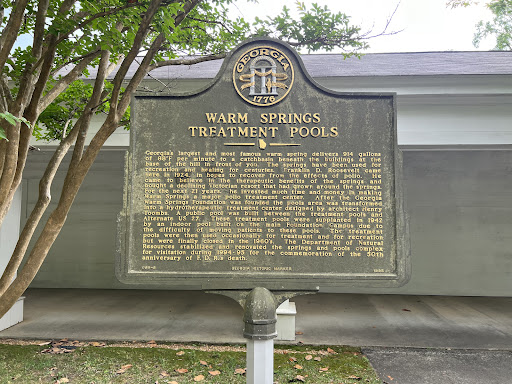 GEORGIA
1776
WARM SPRINGS
TREATMENT POOLS
Georgia's largest and most famous warm spring delivers 914 gallons
of 88°F per minute to a catchbasin beneath the buildings at the
base of the hill in front of you. The springs have been used for
recreation and healing for centuries. Franklin D. Roosevelt came
here in 1924, in hopes to recover from the effects of polio. He
came to believe in the therapeutic benefits of the springs and
bought a declining Victorian resort that had grown around the springs.
For the next 21 years, he invested much time and money in making
Warm Springs a major polio treatment center. After the Georgia
Warm Springs Foundation was founded the pools area was transformed
into a hydrotherapeutic treatment center designed by architect Henry
Toombs. A public pool was built between the treatment pools and
Alternate US 27. The treatment pools were supplanted in 1942
by an indoor pool built on the main Foundation Campus due to
the difficulty of moving patients to these pools. The treatment
pools were then used occasionally for treatment and for recreation
but were finally closed in the 1960's. The Department of Natural
Resources stabilized and renovated the springs and pools complex
for visitation during 1994-95 for the commemoration of the 50th
anniversary of F. D. R.'s death.
GEORGIA HISTORIC MARKER